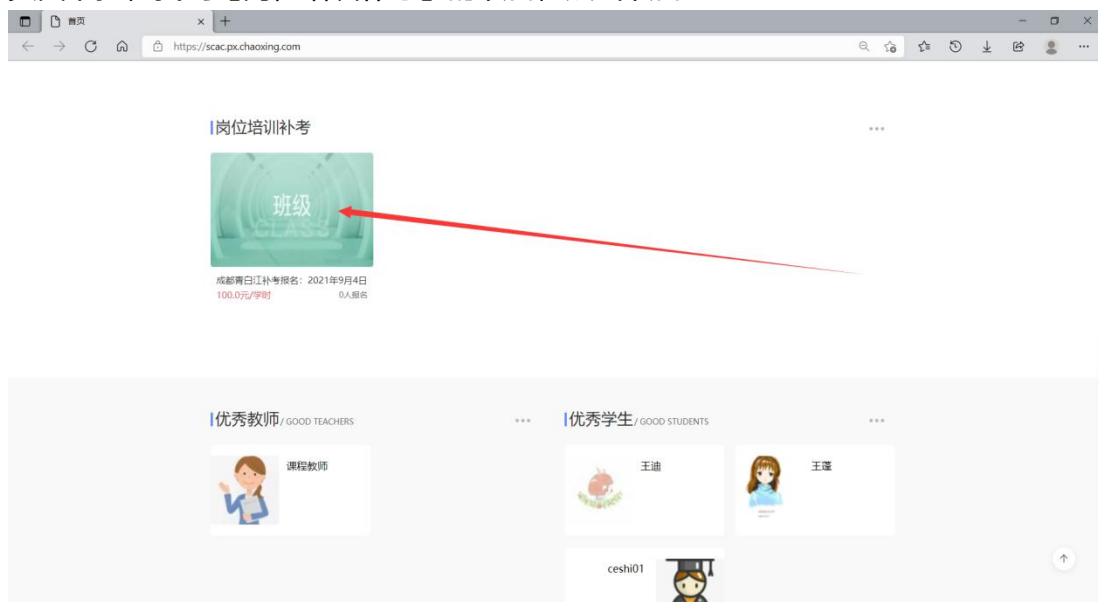 首页
https://scac.px.chaoxing.com
岗位培训补考
班级
CLASS
成都青白江补考报名：2021年9月4日
100.0元/学时
0人报名
优秀教师/ GOOD TEACHERS
优秀学生/ GOOD STUDENTS
课程教师
王迪
王蓬
ceshi01